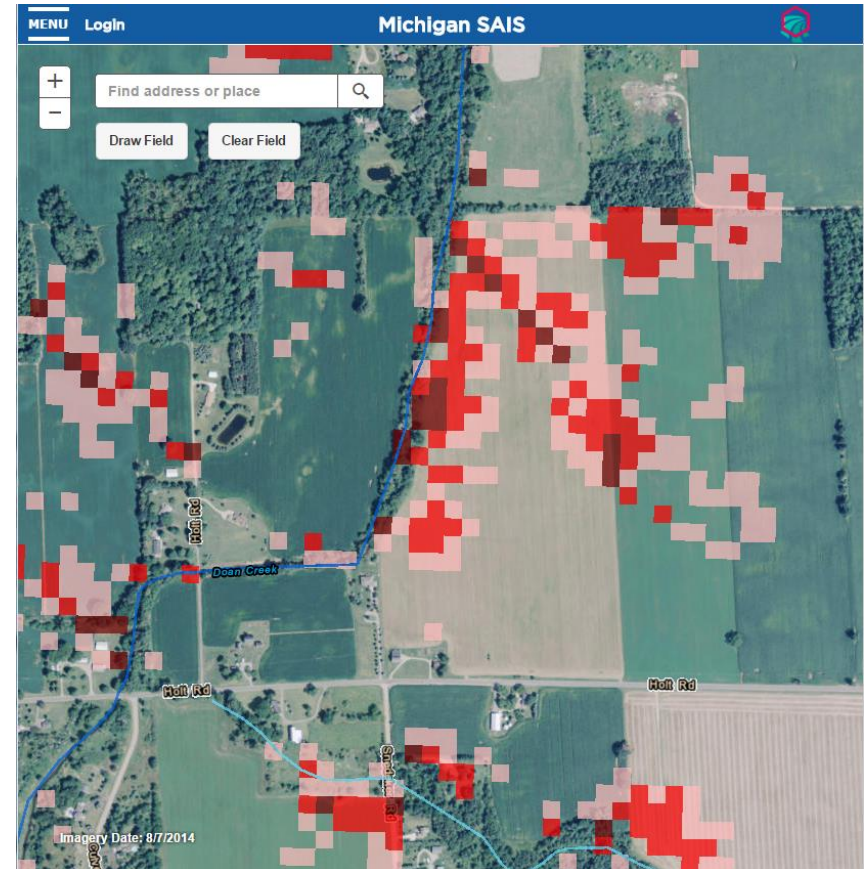 MENU Login Michigan SAIS
Find address or place
Draw Field Clear Field
Holt Rd
Doan Creek
Holt Rd
Holt Rd
Imagery Date: 8/7/2014